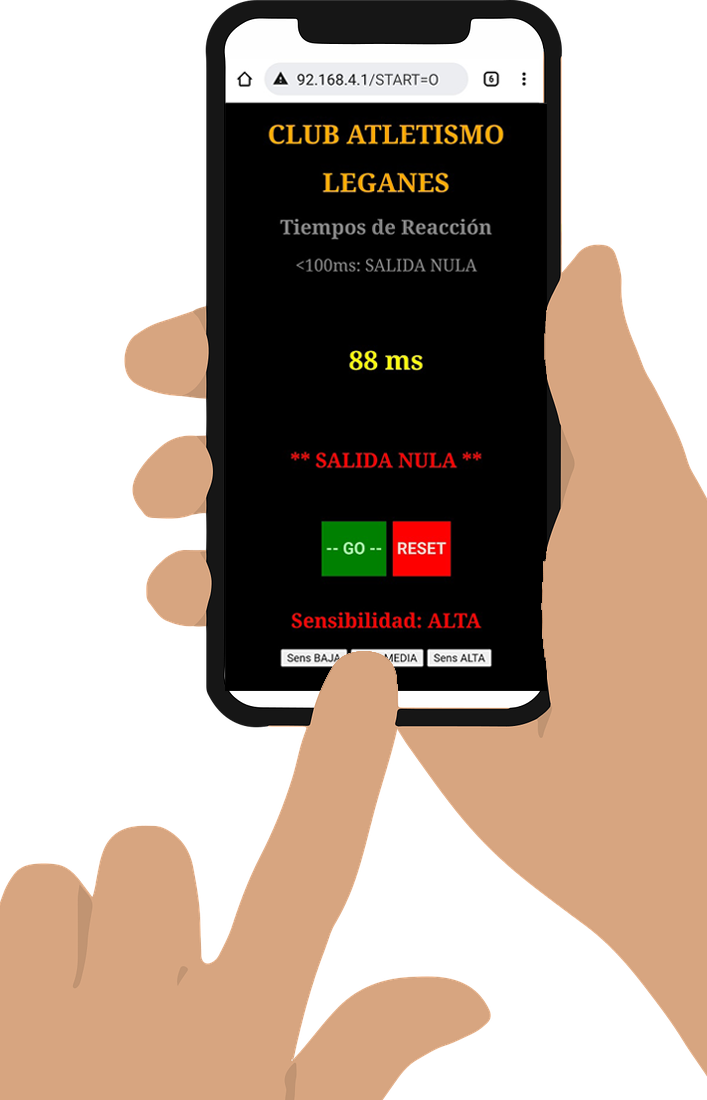 92.168.4.1/START=O
6
CLUB ATLETISMO
LEGANES
Tiempos de Reacción
<100ms: SALIDA NULA
88 ms
** SALIDA NULA **
-- GO -- RESET
Sensibilidad: ALTA
Sens BAJA MEDIA Sens ALTA